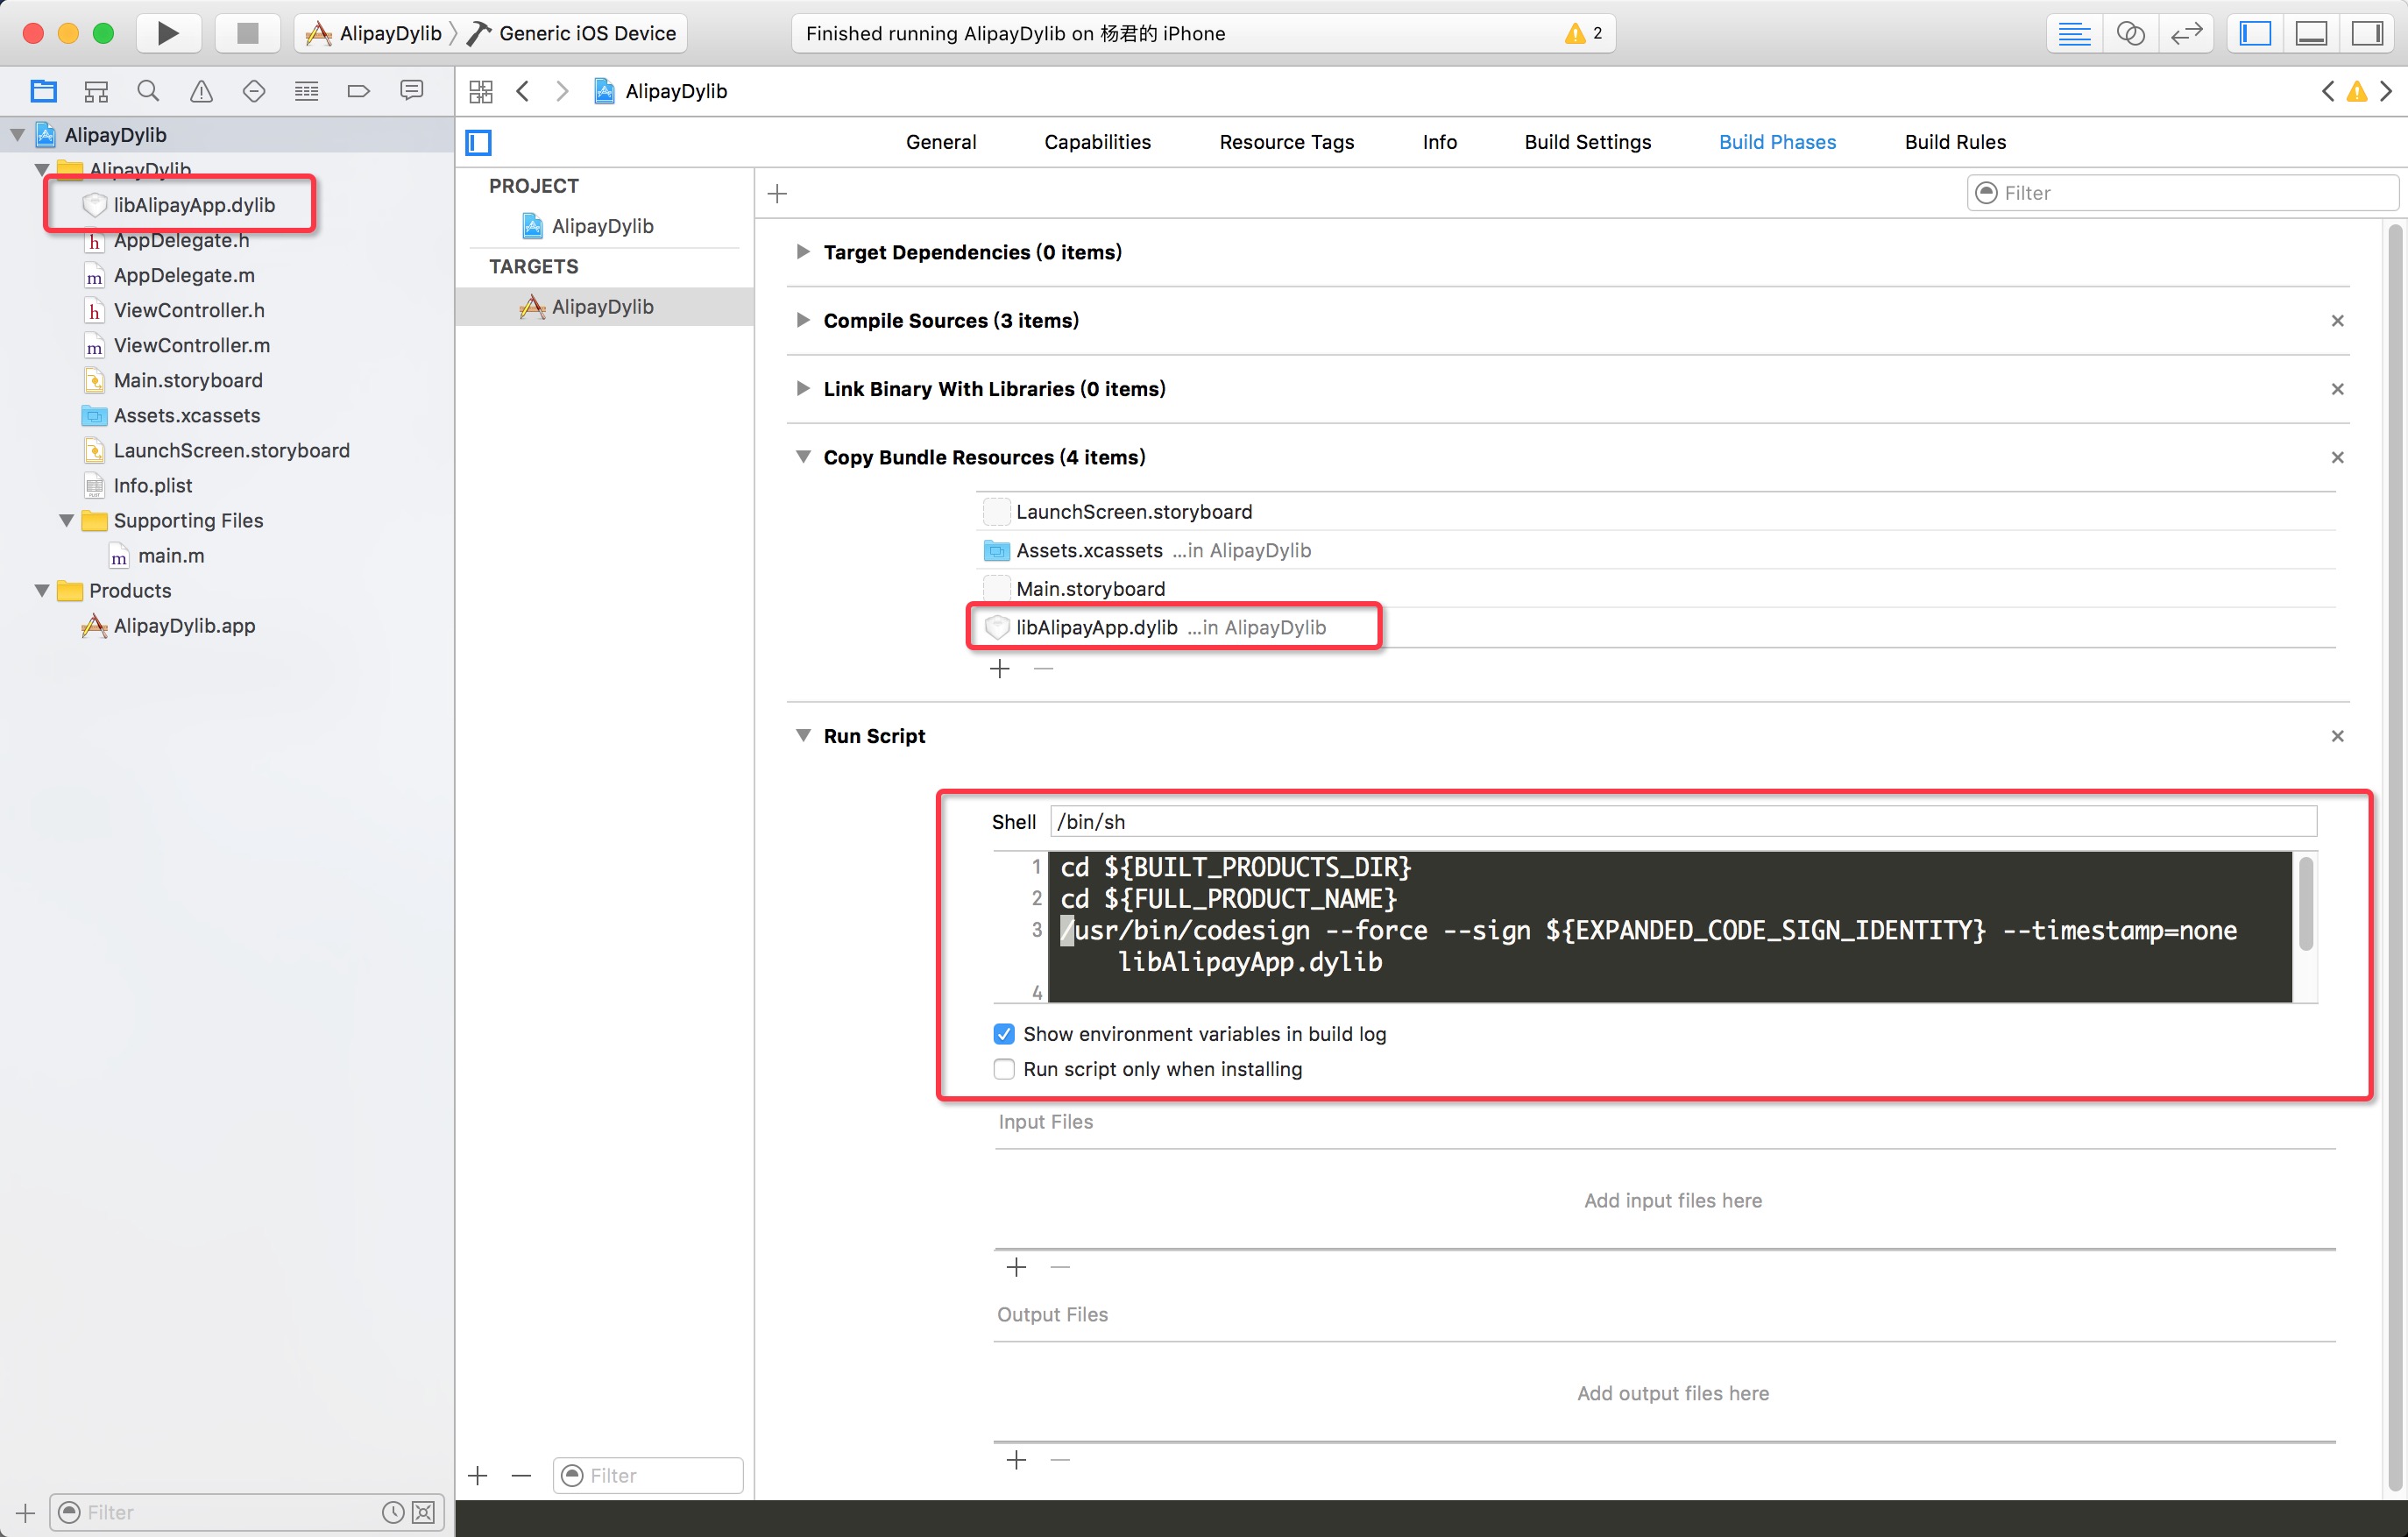 AlipayDylib
Generic iOS Device
Finished running AlipayDylib on 杨君的 iPhone
2
AlipayDylib
AlipayDylib
AlipayDylib
libAlipayApp.dylib
AppDelegate.h
AppDelegate.m
ViewController.h
ViewController.m
Main.storyboard
Assets.xcassets
LaunchScreen.storyboard
Info.plist
Supporting Files
main.m
Products
AlipayDylib.app
Filter
General
Capabilities
Resource Tags
Info
Build Settings
Build Phases
Build Rules
PROJECT
AlipayDylib
TARGETS
AlipayDylib
Filter
Filter
Target Dependencies (0 items)
Compile Sources (3 items)
Link Binary With Libraries (0 items)
Copy Bundle Resources (4 items)
LaunchScreen.storyboard
Assets.xcassets ...in AlipayDylib
Main.storyboard
libAlipayApp.dylib ...in AlipayDylib
Run Script
Shell /bin/sh
1 cd ${BUILT_PRODUCTS_DIR}
2 cd ${FULL_PRODUCT_NAME}
3 /usr/bin/codesign --force --sign ${EXPANDED_CODE_SIGN_IDENTITY} --timestamp=none
libAlipayApp.dylib
4
Show environment variables in build log
Run script only when installing
Input Files
Add input files here
Output Files
Add output files here